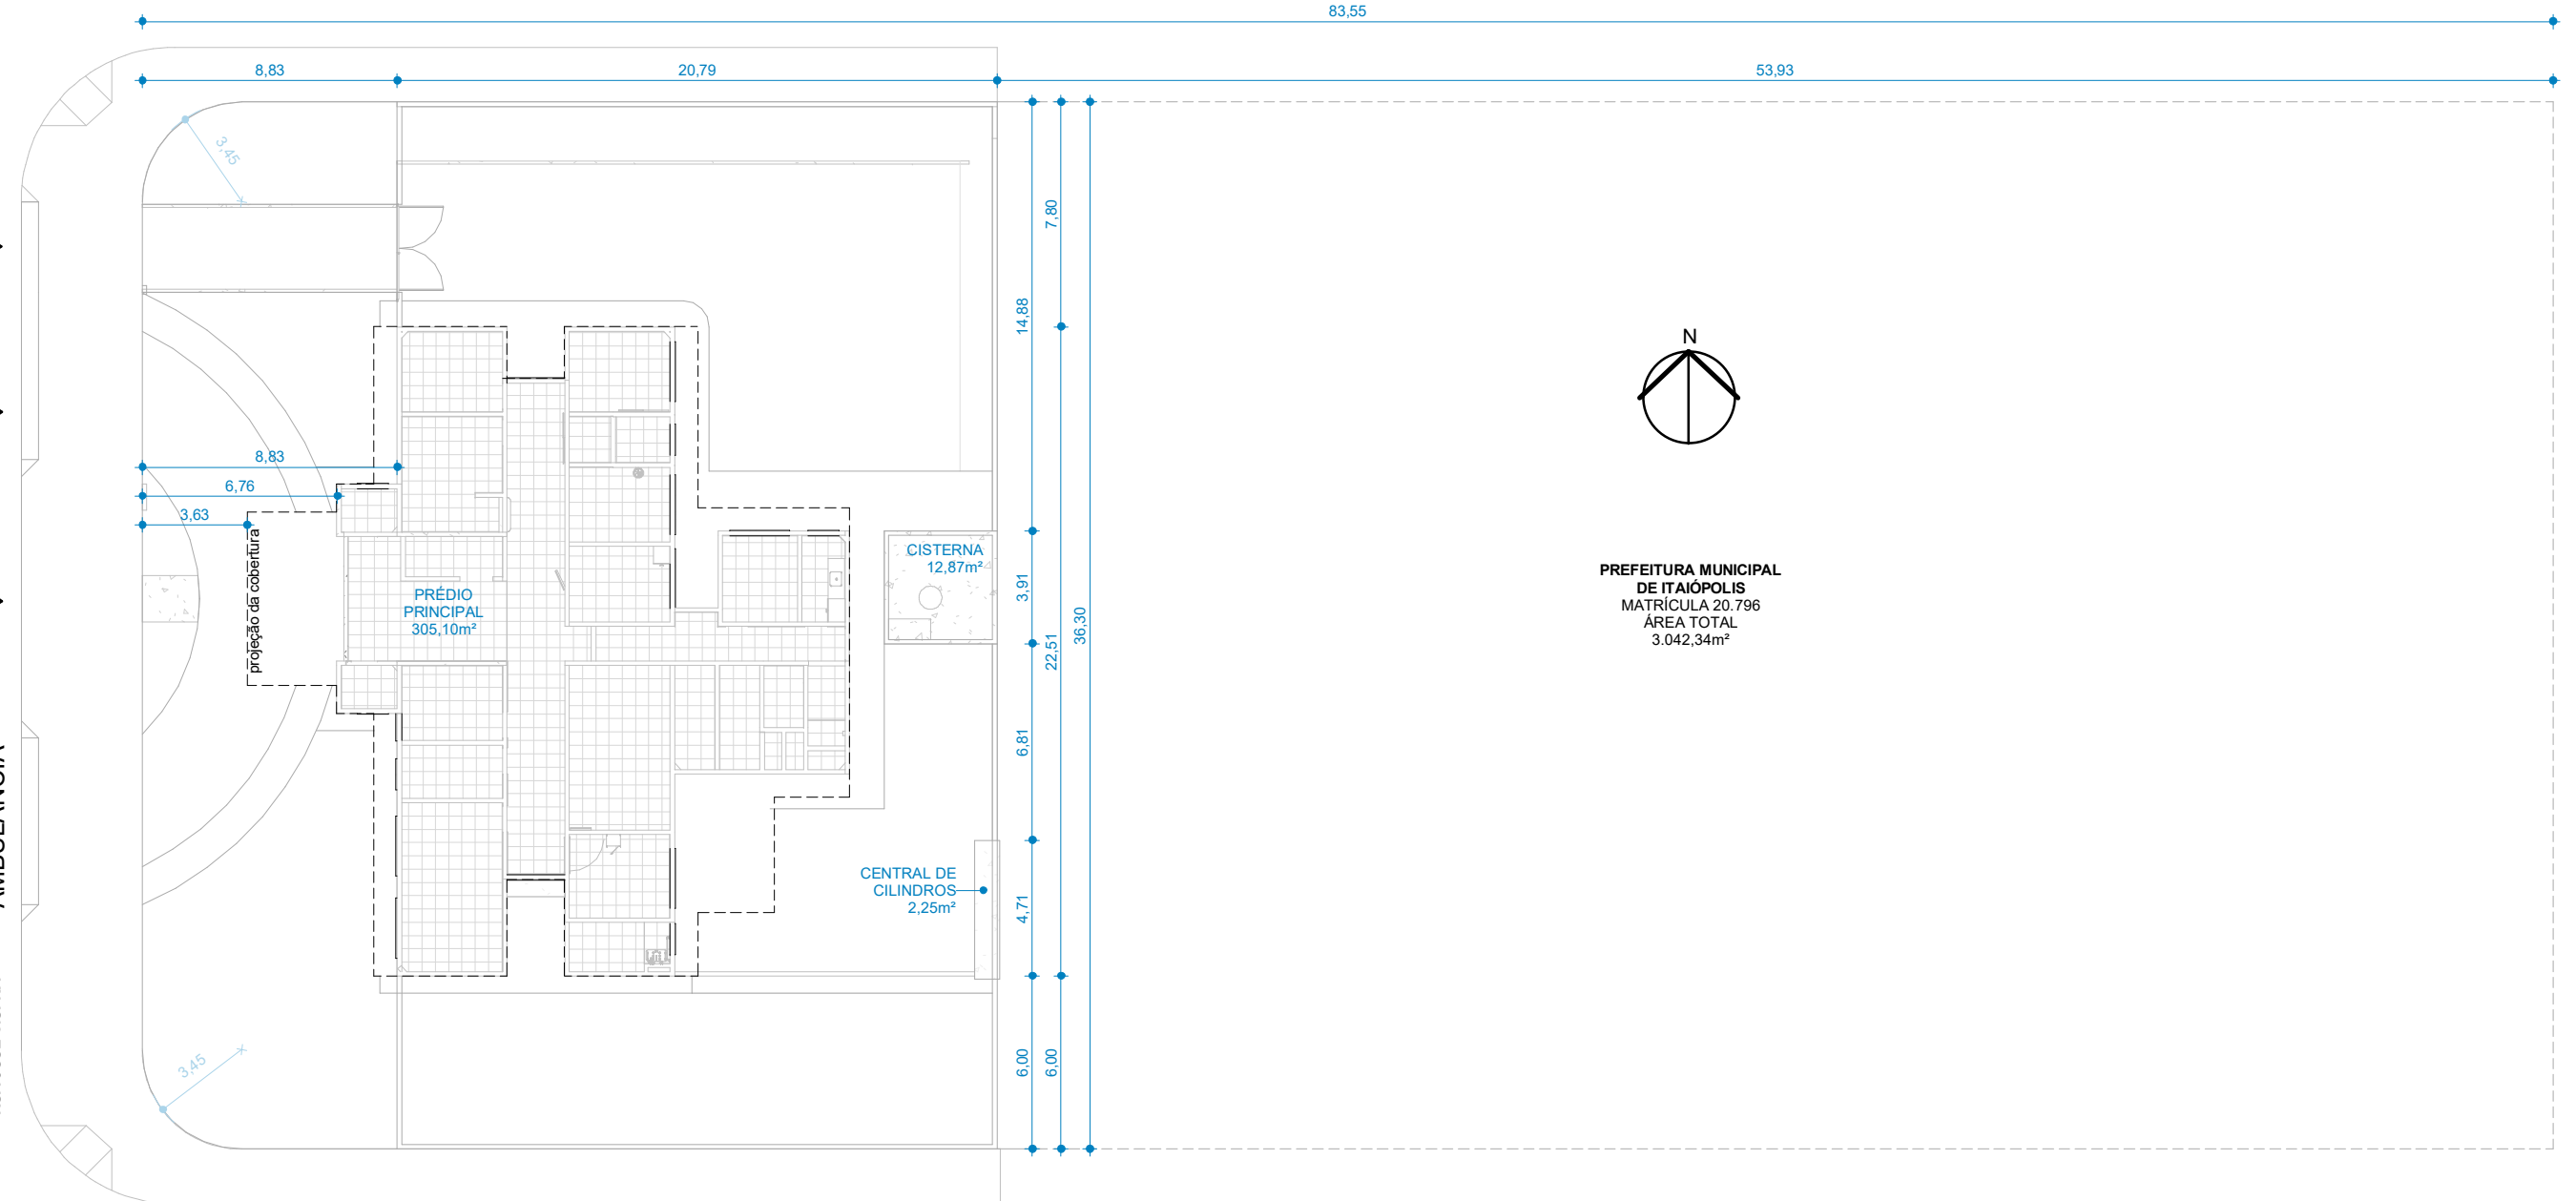 83,55
8,83
20,79
53,93
3,45
7,80
14,88
8,83
6,76
3,63
projeção da cobertura
PRÉDIO
PRINCIPAL
305,10m²
CISTERNA
12,87m²
3,91
22,51
36,30
6,81
CENTRAL DE
CILINDROS
2,25m²
4,71
6,00
6,00
3,45
N
PREFEITURA MUNICIPAL
DE ITAIÓPOLIS
MATRÍCULA 20.796
ÁREA TOTAL
3.042,34m²